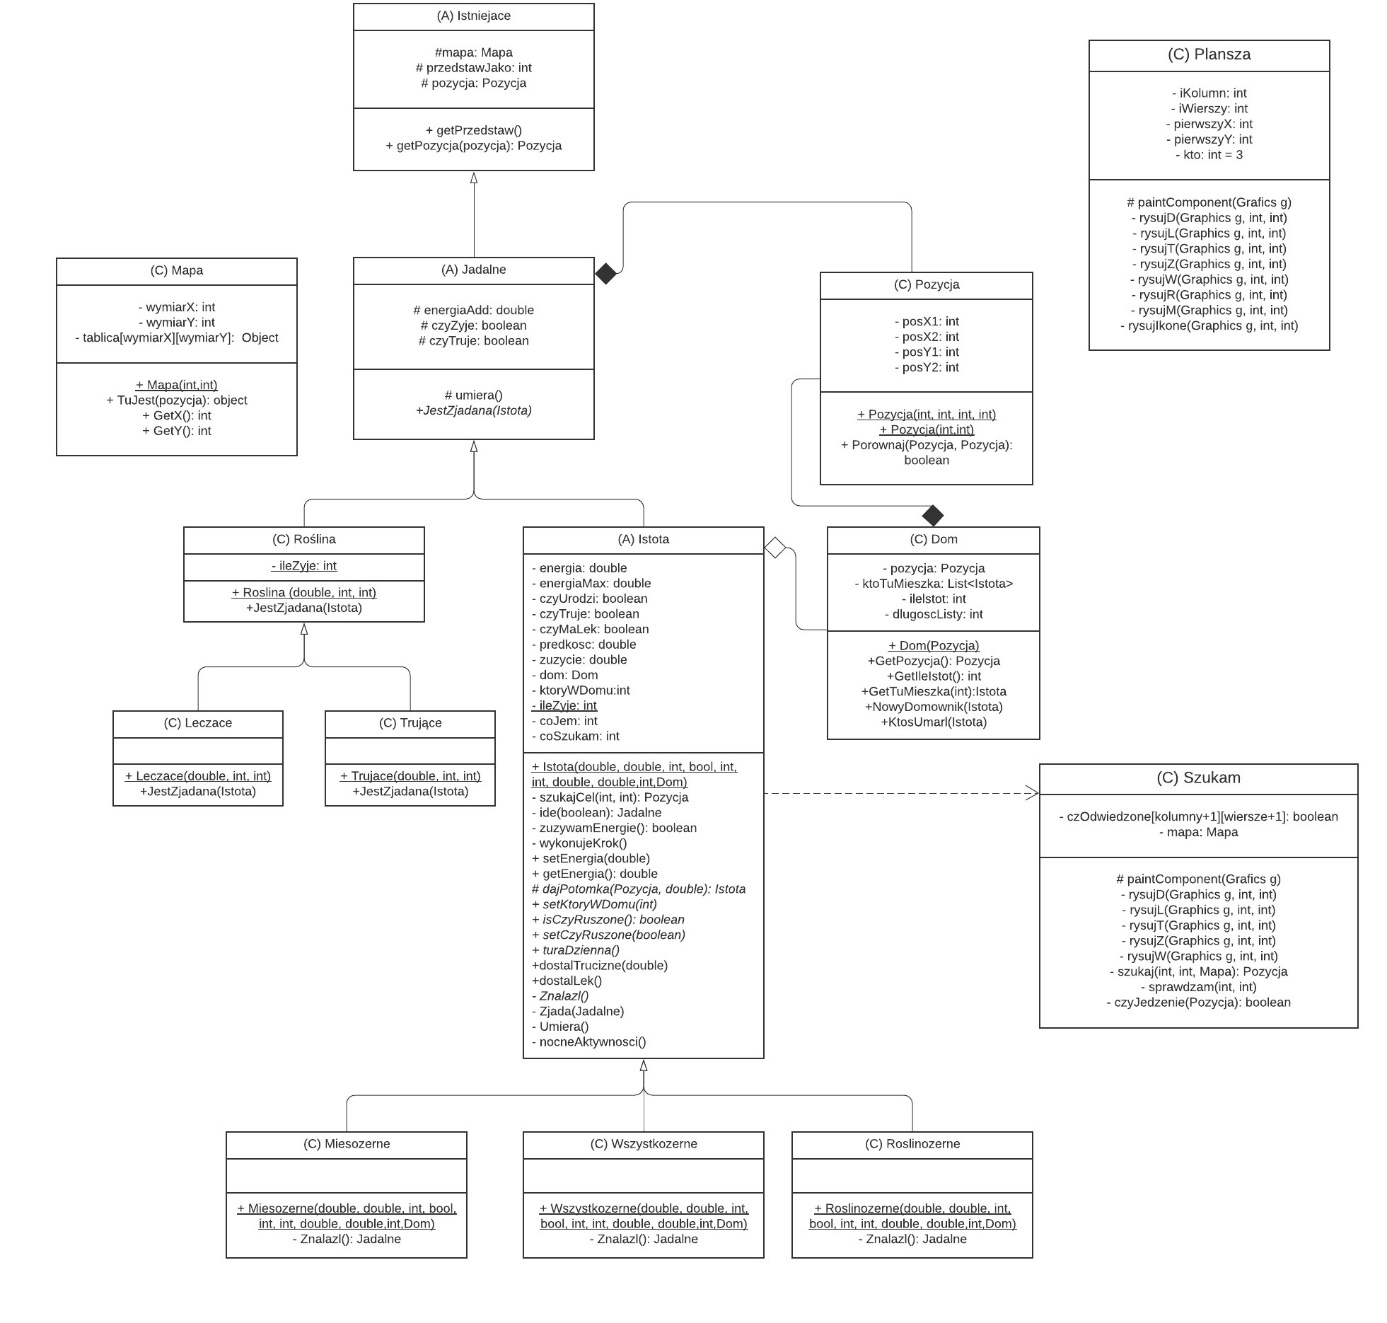 (A) Istniejace
#mapa: Mapa
# przedstawJako: int
# pozycja: Pozycja
+ getPrzedstaw()
+ getPozycja(pozycja): Pozycja
(C) Plansza
- iKolumn: int
- iWierszy: int
- pierwszyX: int
- pierwszyY: int
- kto: int = 3
# paintComponent(Grafics g)
- rysujD(Graphics g, int, int)
- rysujL(Graphics g, int, int)
- rysujT(Graphics g, int, int)
- rysujZ(Graphics g, int, int)
- rysujW(Graphics g, int, int)
- rysujR(Graphics g, int, int)
- rysujM(Graphics g, int, int)
- rysujIkone(Graphics g, int, int)
(C) Mapa
- wymiarX: int
- wymiarY: int
- tablica[wymiarX][wymiarY]: Object
+ Mapa(int,int)
+ TuJest(pozycja): object
+ GetX(): int
+ GetY(): int
(A) Jadalne
# energiaAdd: double
# czyZyje: boolean
# czyTruje: boolean
# umiera()
+JestZjadana(Istota)
(C) Pozycja
- posX1: int
- posX2: int
- posY1: int
- posY2: int
+ Pozycja(int, int, int, int)
+ Pozycja(int,int)
+ Porownaj(Pozycja, Pozycja):
boolean
(C) Roślina
- ileZyje: int
+ Roslina (double, int, int)
+JestZjadana(Istota)
(A) Istota
- energia: double
- energiaMax: double
- czyUrodzi: boolean
- czyTruje: boolean
- czyMaLek: boolean
- predkosc: double
- zuzycie: double
- dom: Dom
- ktoryWDomu:int
- ileZyje: int
- coJem: int
- coSzukam: int
+ Istota(double, double, int, bool, int,
int, double, double,int,Dom)
- szukajCel(int, int): Pozycja
- ide(boolean): Jadalne
- zuzywamEnergie(): boolean
- wykonujeKrok()
+ setEnergia(double)
+ getEnergia(): double
# dajPotomka(Pozycja, double): Istota
+ setKtoryWDomu(int)
+ isCzyRuszone(): boolean
+ setCzyRuszone(boolean)
+ turaDzienna()
+dostalTrucizne(double)
+dostalLek()
- Znalazl()
- Zjada(Jadalne)
- Umiera()
- nocneAktywnosci()
(C) Dom
- pozycja: Pozycja
- ktoTuMieszka: List<Istota>
- ileIstot: int
- dlugoscListy: int
+ Dom(Pozycja)
+GetPozycja(): Pozycja
+GetIleIstot(): int
+GetTuMieszka(int):Istota
+NowyDomownik(Istota)
+KtosUmarl(Istota)
(C) Leczace
+ Leczace(double, int, int)
+JestZjadana(Istota)
(C) Trujące
+ Trujace(double, int, int)
+JestZjadana(Istota)
(C) Szukam
- czOdwiedzone[kolumny+1][wiersze+1]: boolean
- mapa: Mapa
# paintComponent(Grafics g)
- rysujD(Graphics g, int, int)
- rysujL(Graphics g, int, int)
- rysujT(Graphics g, int, int)
- rysujZ(Graphics g, int, int)
- rysujW(Graphics g, int, int)
- szukaj(int, int, Mapa): Pozycja
- sprawdzam(int, int)
- czyJedzenie(Pozycja): boolean
(C) Miesozerne
+ Miesozerne(double, double, int, bool,
int, int, double, double,int,Dom)
- Znalazl(): Jadalne
(C) Wszystkozerne
+ Wszystkozerne(double, double, int,
bool, int, int, double, double,int,Dom)
- Znalazl(): Jadalne
(C) Roslinozerne
+ Roslinozerne(double, double, int,
bool, int, int, double, double,int,Dom)
- Znalazl(): Jadalne